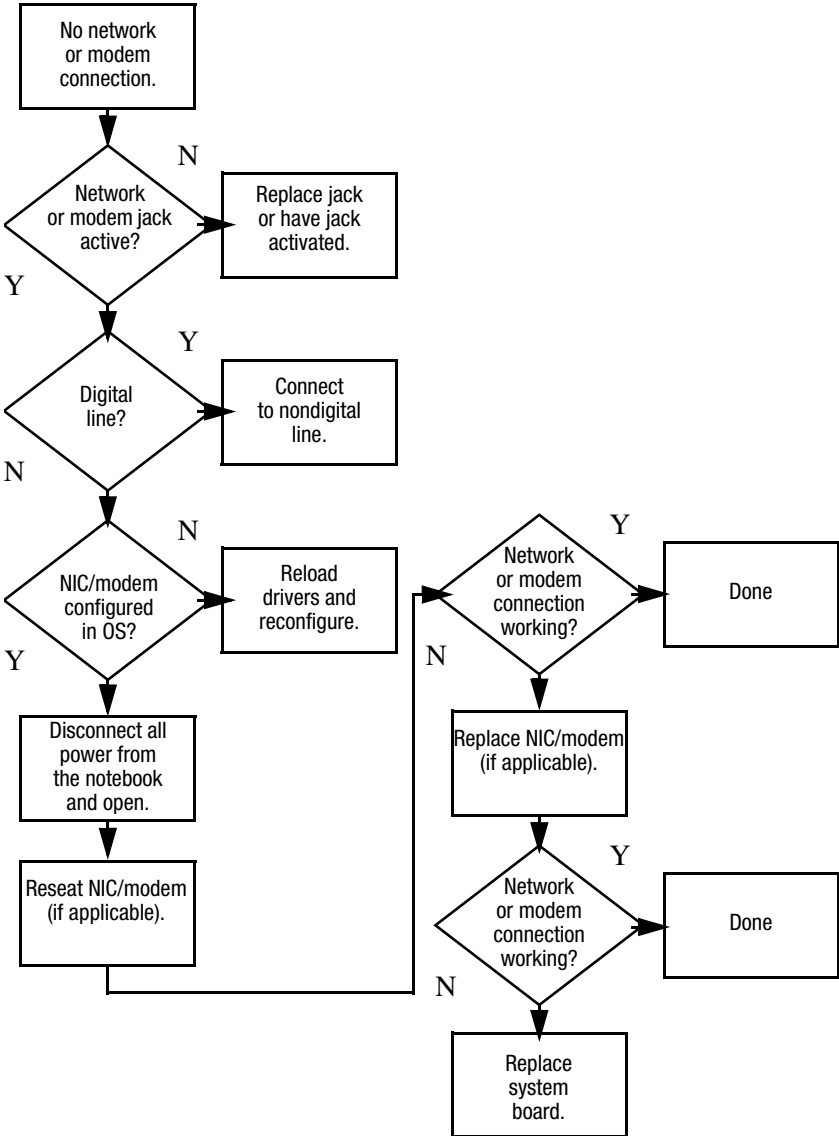 No network
or modem
connection.
N
Network
or modem jack
active?
Replace jack
or have jack
activated.
Y
Y
Digital
line?
Connect
to nondigital
line.
N
N
NIC/modem
configured
in OS?
Reload
drivers and
reconfigure.
Y
Disconnect all
power from
the notebook
and open.
Reseat NIC/modem
(if applicable).
Y
Network
or modem
connection
working?
Done
N
Replace NIC/modem
(if applicable).
Y
Network
or modem
connection
working?
Done
N
Replace
system
board.